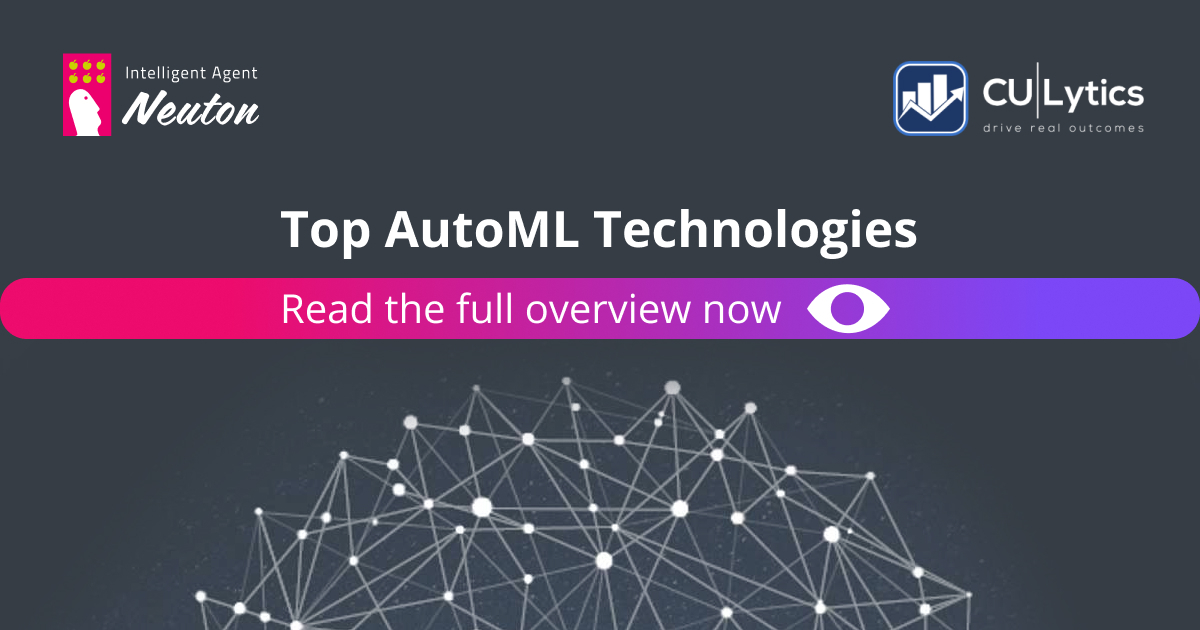 Intelligent Agent
Neuton
CU Lytics
drive real outcomes
Top AutoML Technologies
Read the full overview now